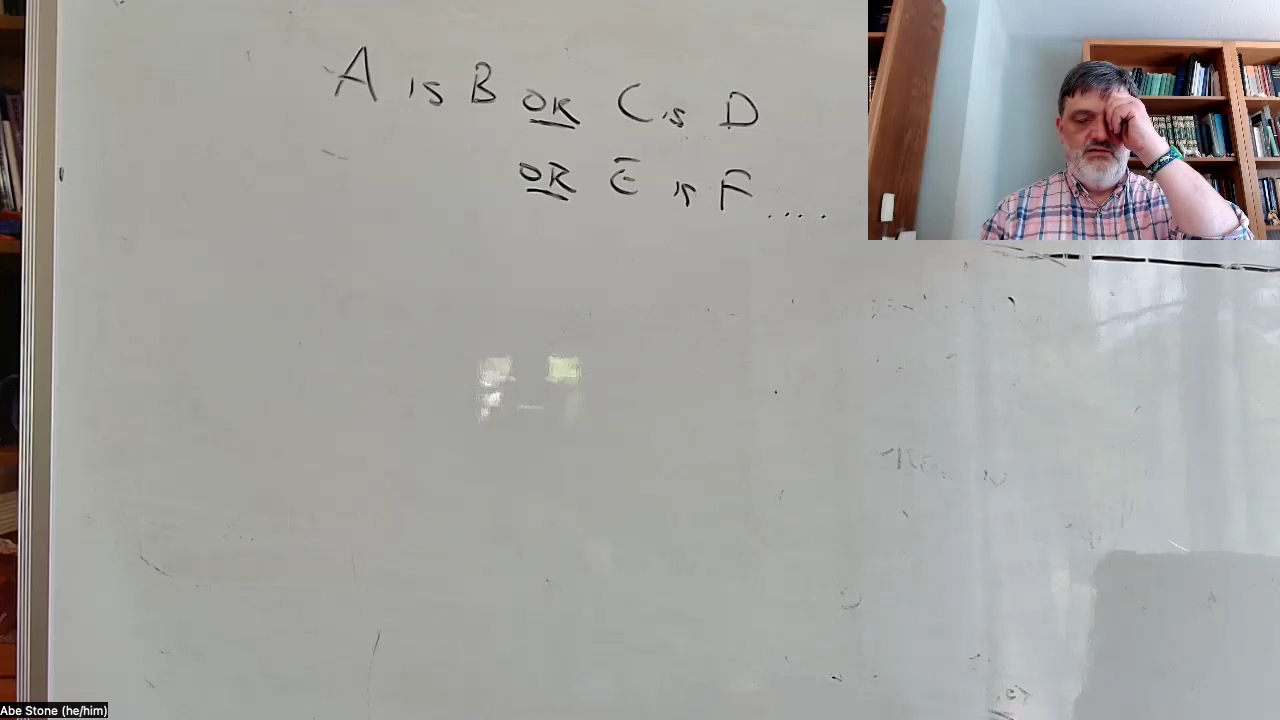 A is B OR C is D
OR E is F ....
Abe Stone (he/him)